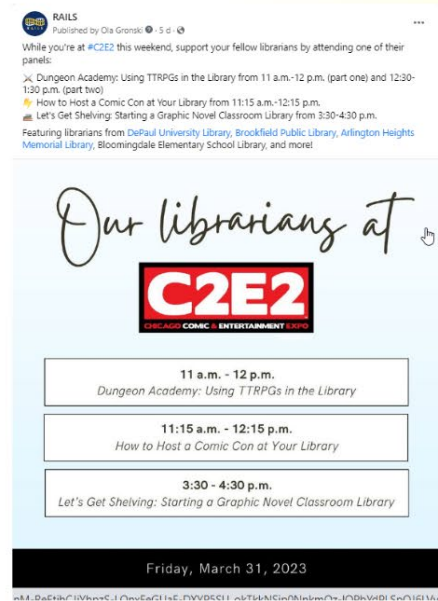 RAILS
Published by Ola Gronski · 5 d ·
While you're at #C2E2 this weekend, support your fellow librarians by attending one of their
panels:
⚔️ Dungeon Academy: Using TTRPGs in the Library from 11 a.m.-12 p.m. (part one) and 12:30-
1:30 p.m. (part two)
⚡ How to Host a Comic Con at Your Library from 11:15 a.m.-12:15 p.m.
📚 Let's Get Shelving: Starting a Graphic Novel Classroom Library from 3:30-4:30 p.m.
Featuring librarians from DePaul University Library, Brookfield Public Library, Arlington Heights
Memorial Library, Bloomingdale Elementary School Library, and more!
Our librarians at
C2E2
CHICAGO COMIC & ENTERTAINMENT EXPO
11 a.m. - 12 p.m.
Dungeon Academy: Using TTRPGs in the Library
11:15 a.m. - 12:15 p.m.
How to Host a Comic Con at Your Library
3:30 - 4:30 p.m.
Let's Get Shelving: Starting a Graphic Novel Classroom Library
Friday, March 31, 2023